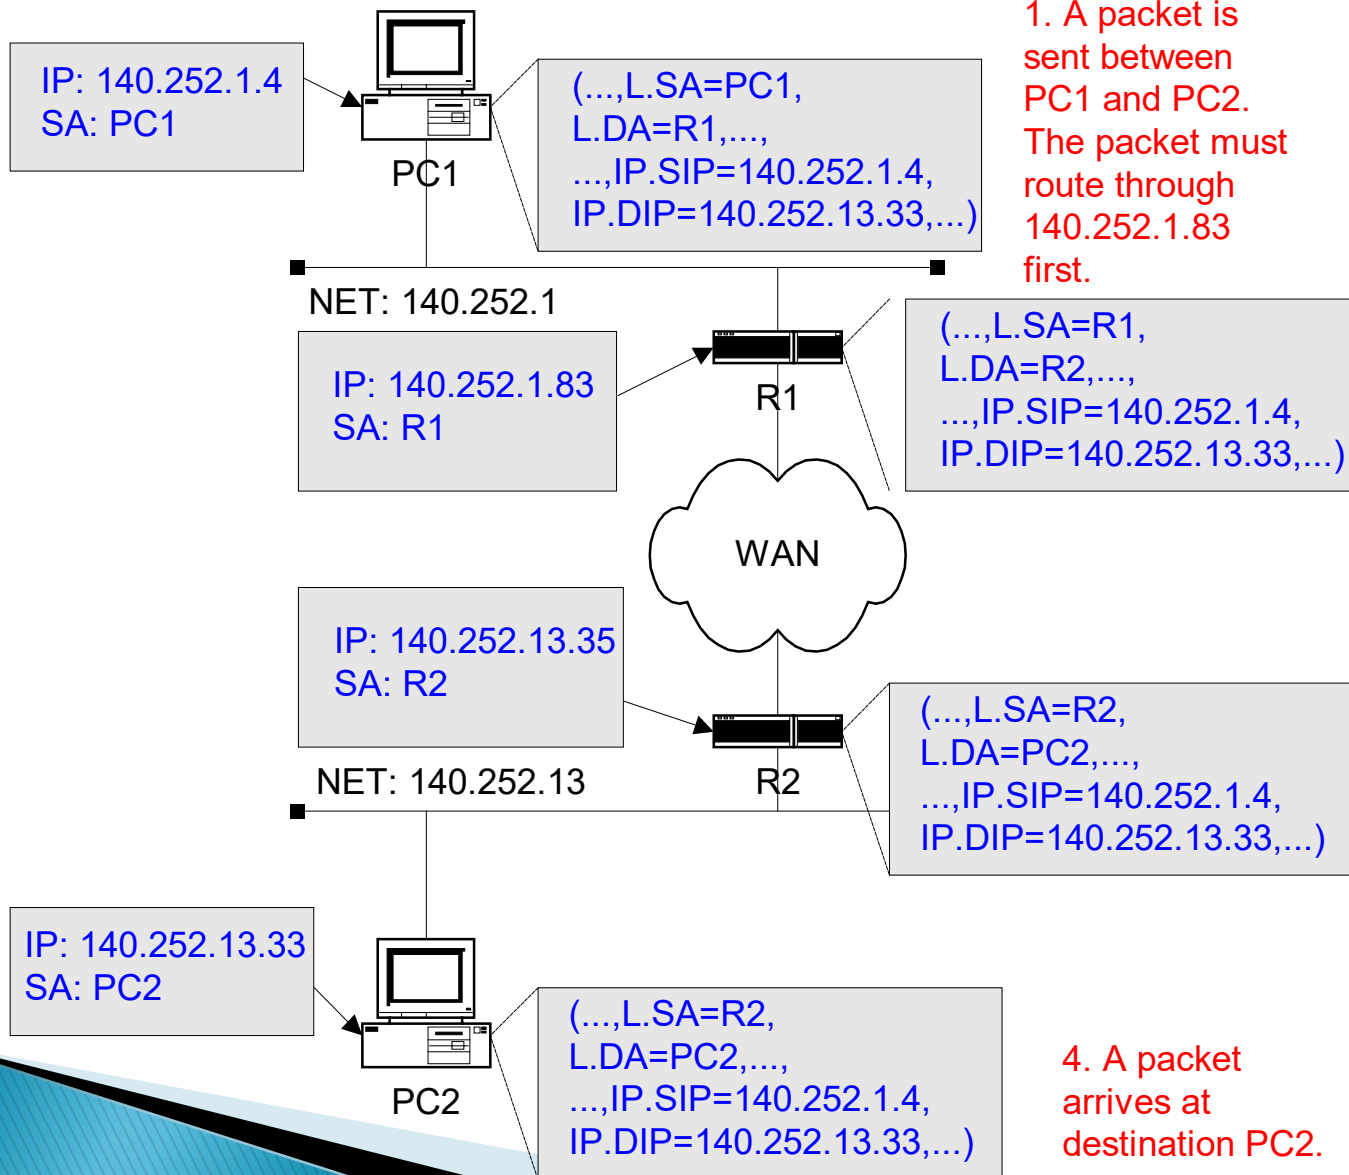 1. A packet is
sent between
PC1 and PC2.
The packet must
route through
140.252.1.83
first.
IP: 140.252.1.4
SA: PC1
PC1
(...,L.SA=PC1,
L.DA=R1,...,
...,IP.SIP=140.252.1.4,
IP.DIP=140.252.13.33,...)
NET: 140.252.1
IP: 140.252.1.83
SA: R1
R1
(...,L.SA=R1,
L.DA=R2,...,
...,IP.SIP=140.252.1.4,
IP.DIP=140.252.13.33,...)
WAN
IP: 140.252.13.35
SA: R2
R2
(...,L.SA=R2,
L.DA=PC2,...,
...,IP.SIP=140.252.1.4,
IP.DIP=140.252.13.33,...)
NET: 140.252.13
IP: 140.252.13.33
SA: PC2
PC2
(...,L.SA=R2,
L.DA=PC2,...,
...,IP.SIP=140.252.1.4,
IP.DIP=140.252.13.33,...)
4. A packet
arrives at
destination PC2.